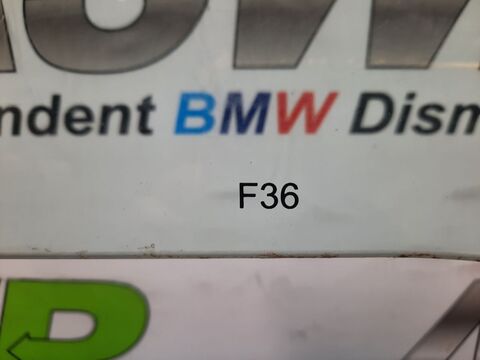 ndent BMW Dism
F36